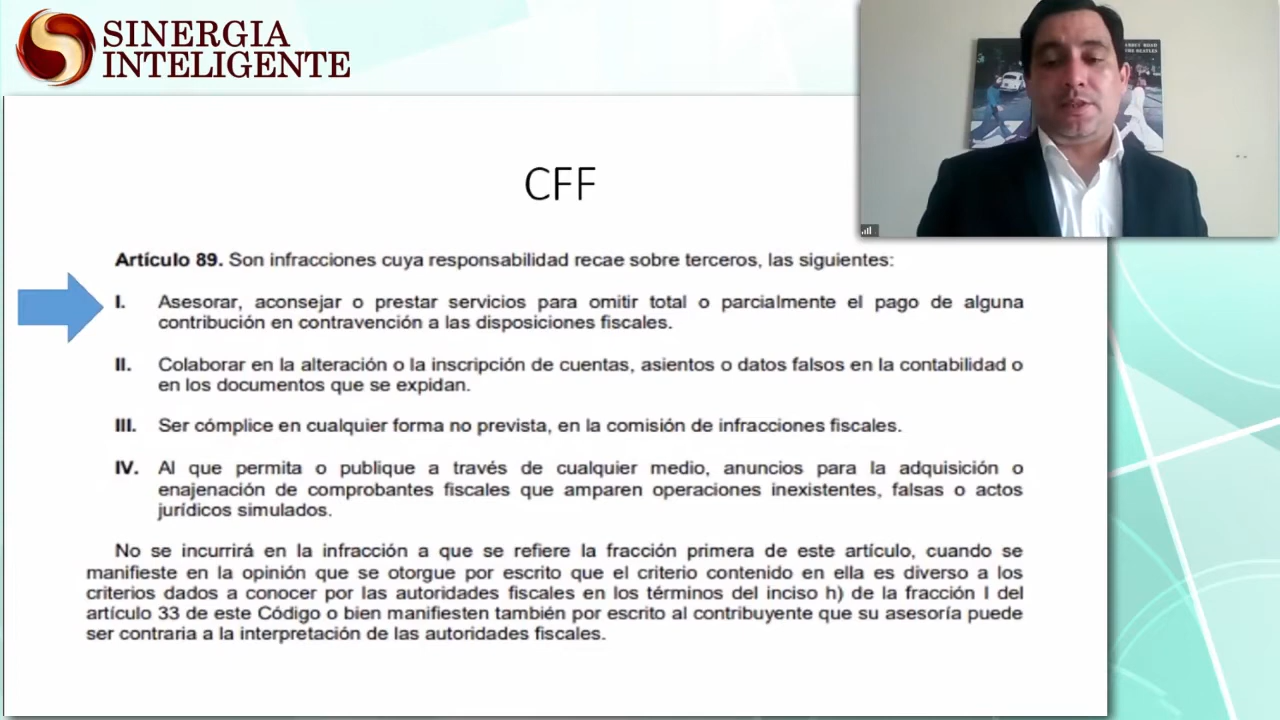 SINERGIA
INTELIGENTE
ABBEY ROAD
THE BEATLES
CFF
Artículo 89. Son infracciones cuya responsabilidad recae sobre terceros, las siguientes:
I. Asesorar, aconsejar o prestar servicios para omitir total o parcialmente el pago de alguna
contribución en contravención a las disposiciones fiscales.
II. Colaborar en la alteración o la inscripción de cuentas, asientos o datos falsos en la contabilidad o
en los documentos que se expidan.
III. Ser cómplice en cualquier forma no prevista, en la comisión de infracciones fiscales.
IV. Al que permita o publique a través de cualquier medio, anuncios para la adquisición o
enajenación de comprobantes fiscales que amparen operaciones inexistentes, falsas o actos
jurídicos simulados.
No se incurrirá en la infracción a que se refiere la fracción primera de este artículo, cuando se
manifieste en la opinión que se otorgue por escrito que el criterio contenido en ella es diverso a los
criterios dados a conocer por las autoridades fiscales en los términos del inciso h) de la fracción I del
artículo 33 de este Código o bien manifiesten también por escrito al contribuyente que su asesoría puede
ser contraria a la interpretación de las autoridades fiscales.